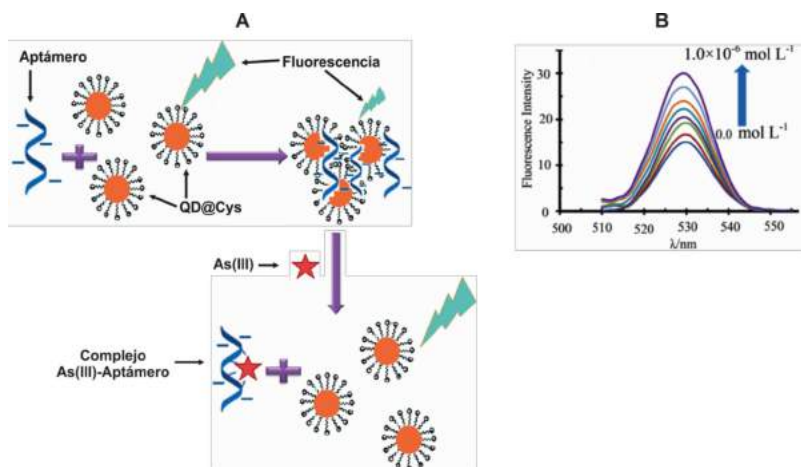 A
Aptámero
Fluorescencia
QD@Cys
As(III)
Complejo
As(III)-Aptámero
B
1.0×10⁻⁶ mol L⁻¹
0.0 mol L⁻¹
Fluorescence Intensity
30
20
10
0
500 510 520 530 540 550
λ/nm